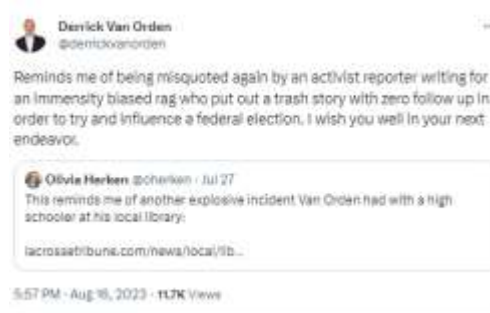 Derrick Van Orden
@derrickvanorden
Reminds me of being misquoted again by an activist reporter writing for
an immensity biased rag who put out a trash story with zero follow up in
order to try and influence a federal election. I wish you well in your next
endeavor.
Olivia Herken @oherken · Jul 27
This reminds me of another explosive incident Van Orden had with a high
schooler at his local library:
lacrossetribune.com/news/local/lib...
5:57 PM · Aug 16, 2023 · 11.7K Views